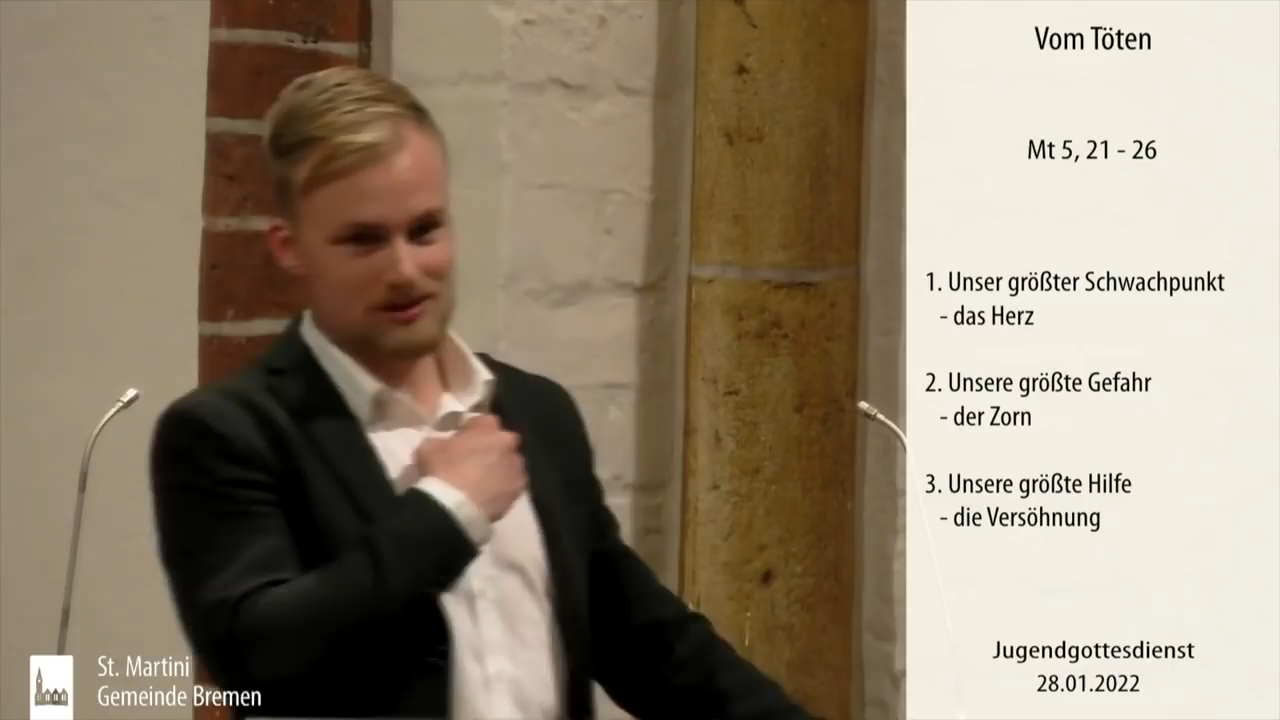 Vom Töten
Mt 5, 21 - 26
1. Unser größter Schwachpunkt
- das Herz
2. Unsere größte Gefahr
- der Zorn
3. Unsere größte Hilfe
- die Versöhnung
Jugendgottesdienst
28.01.2022
St. Martini
Gemeinde Bremen